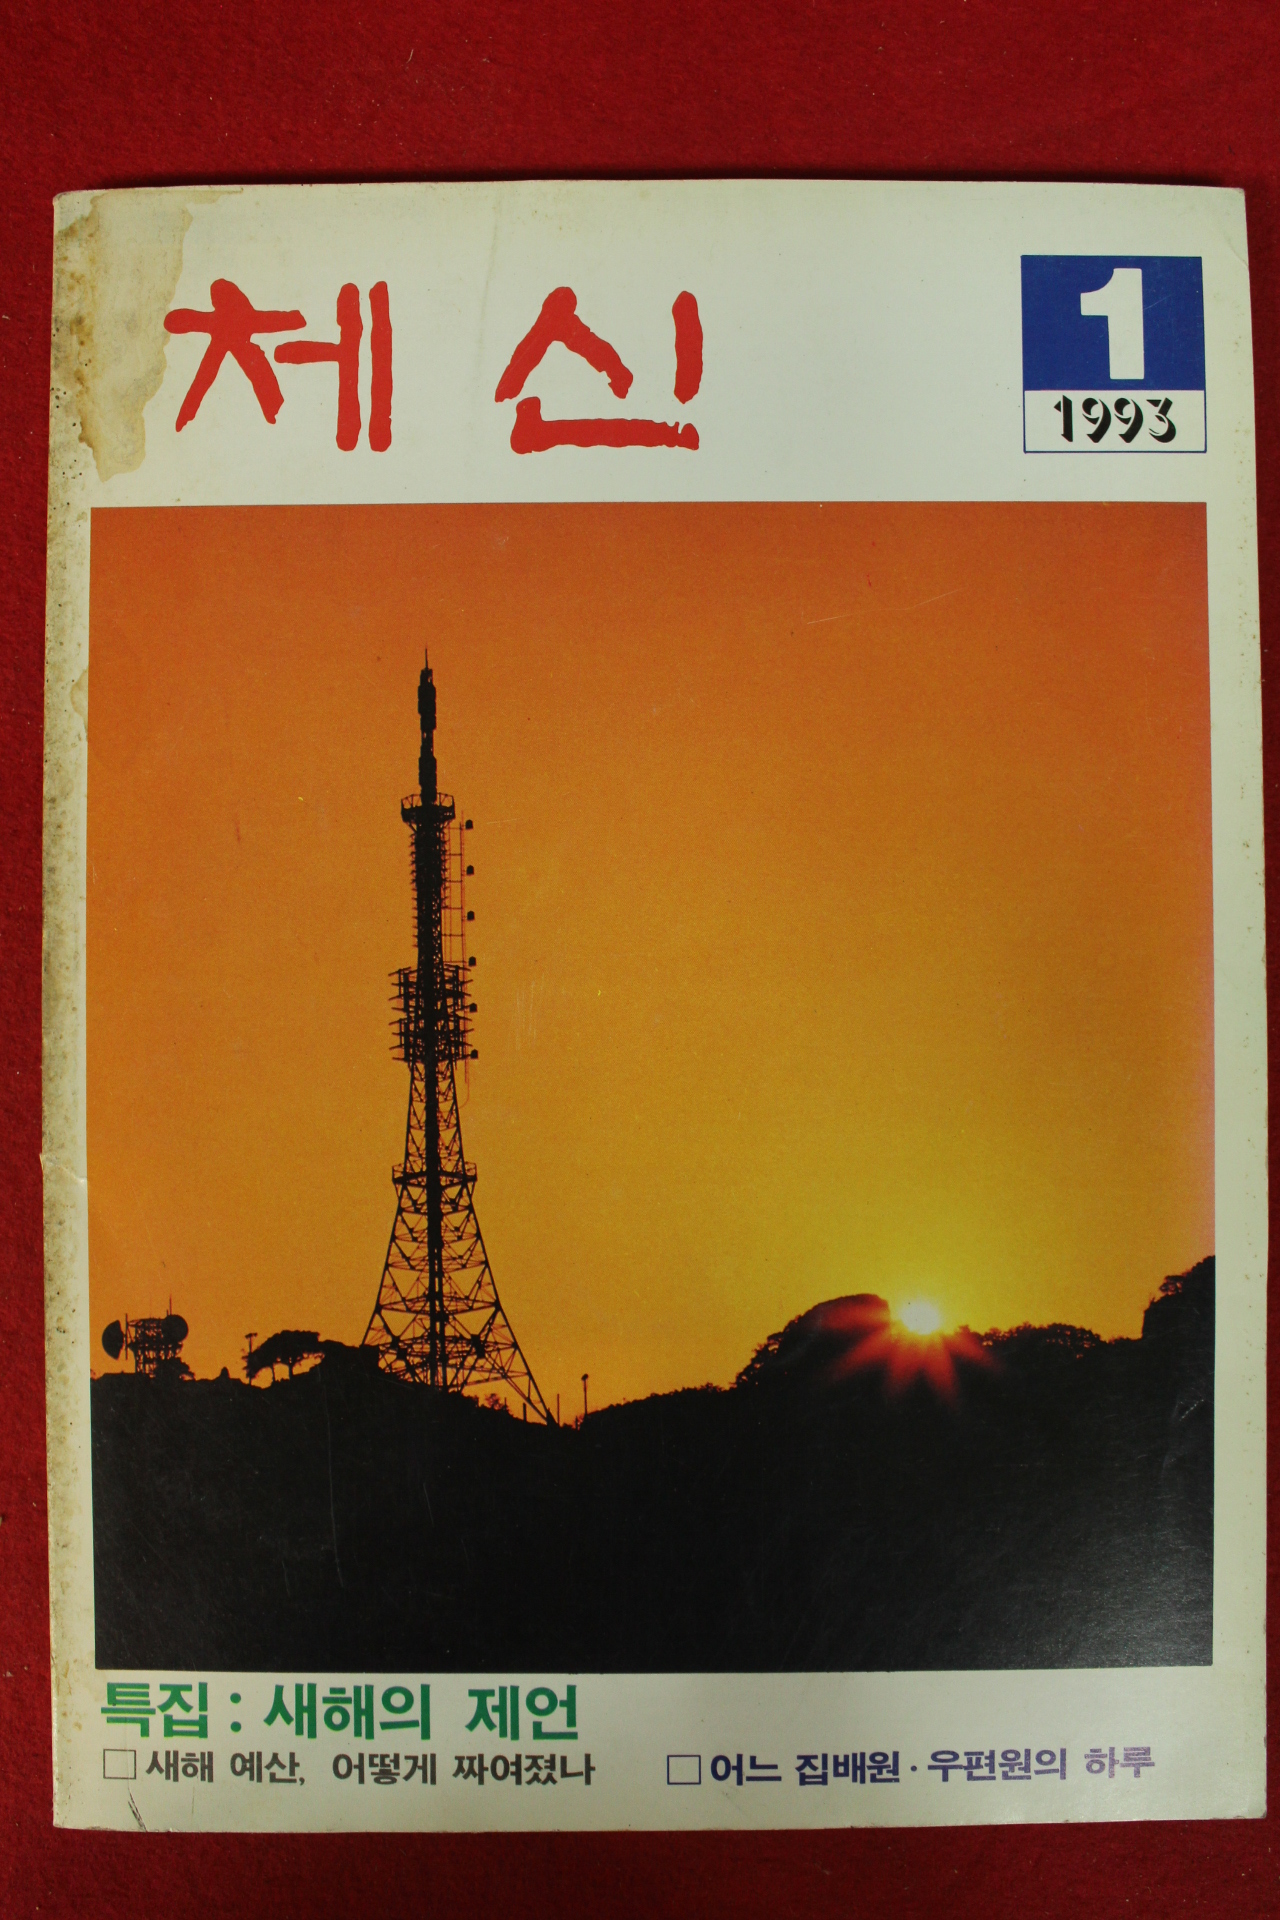 체신
1
1993
특집 : 새해의 제언
□ 새해 예산, 어떻게 짜여졌나
□ 어느 집배원·우편원의 하루